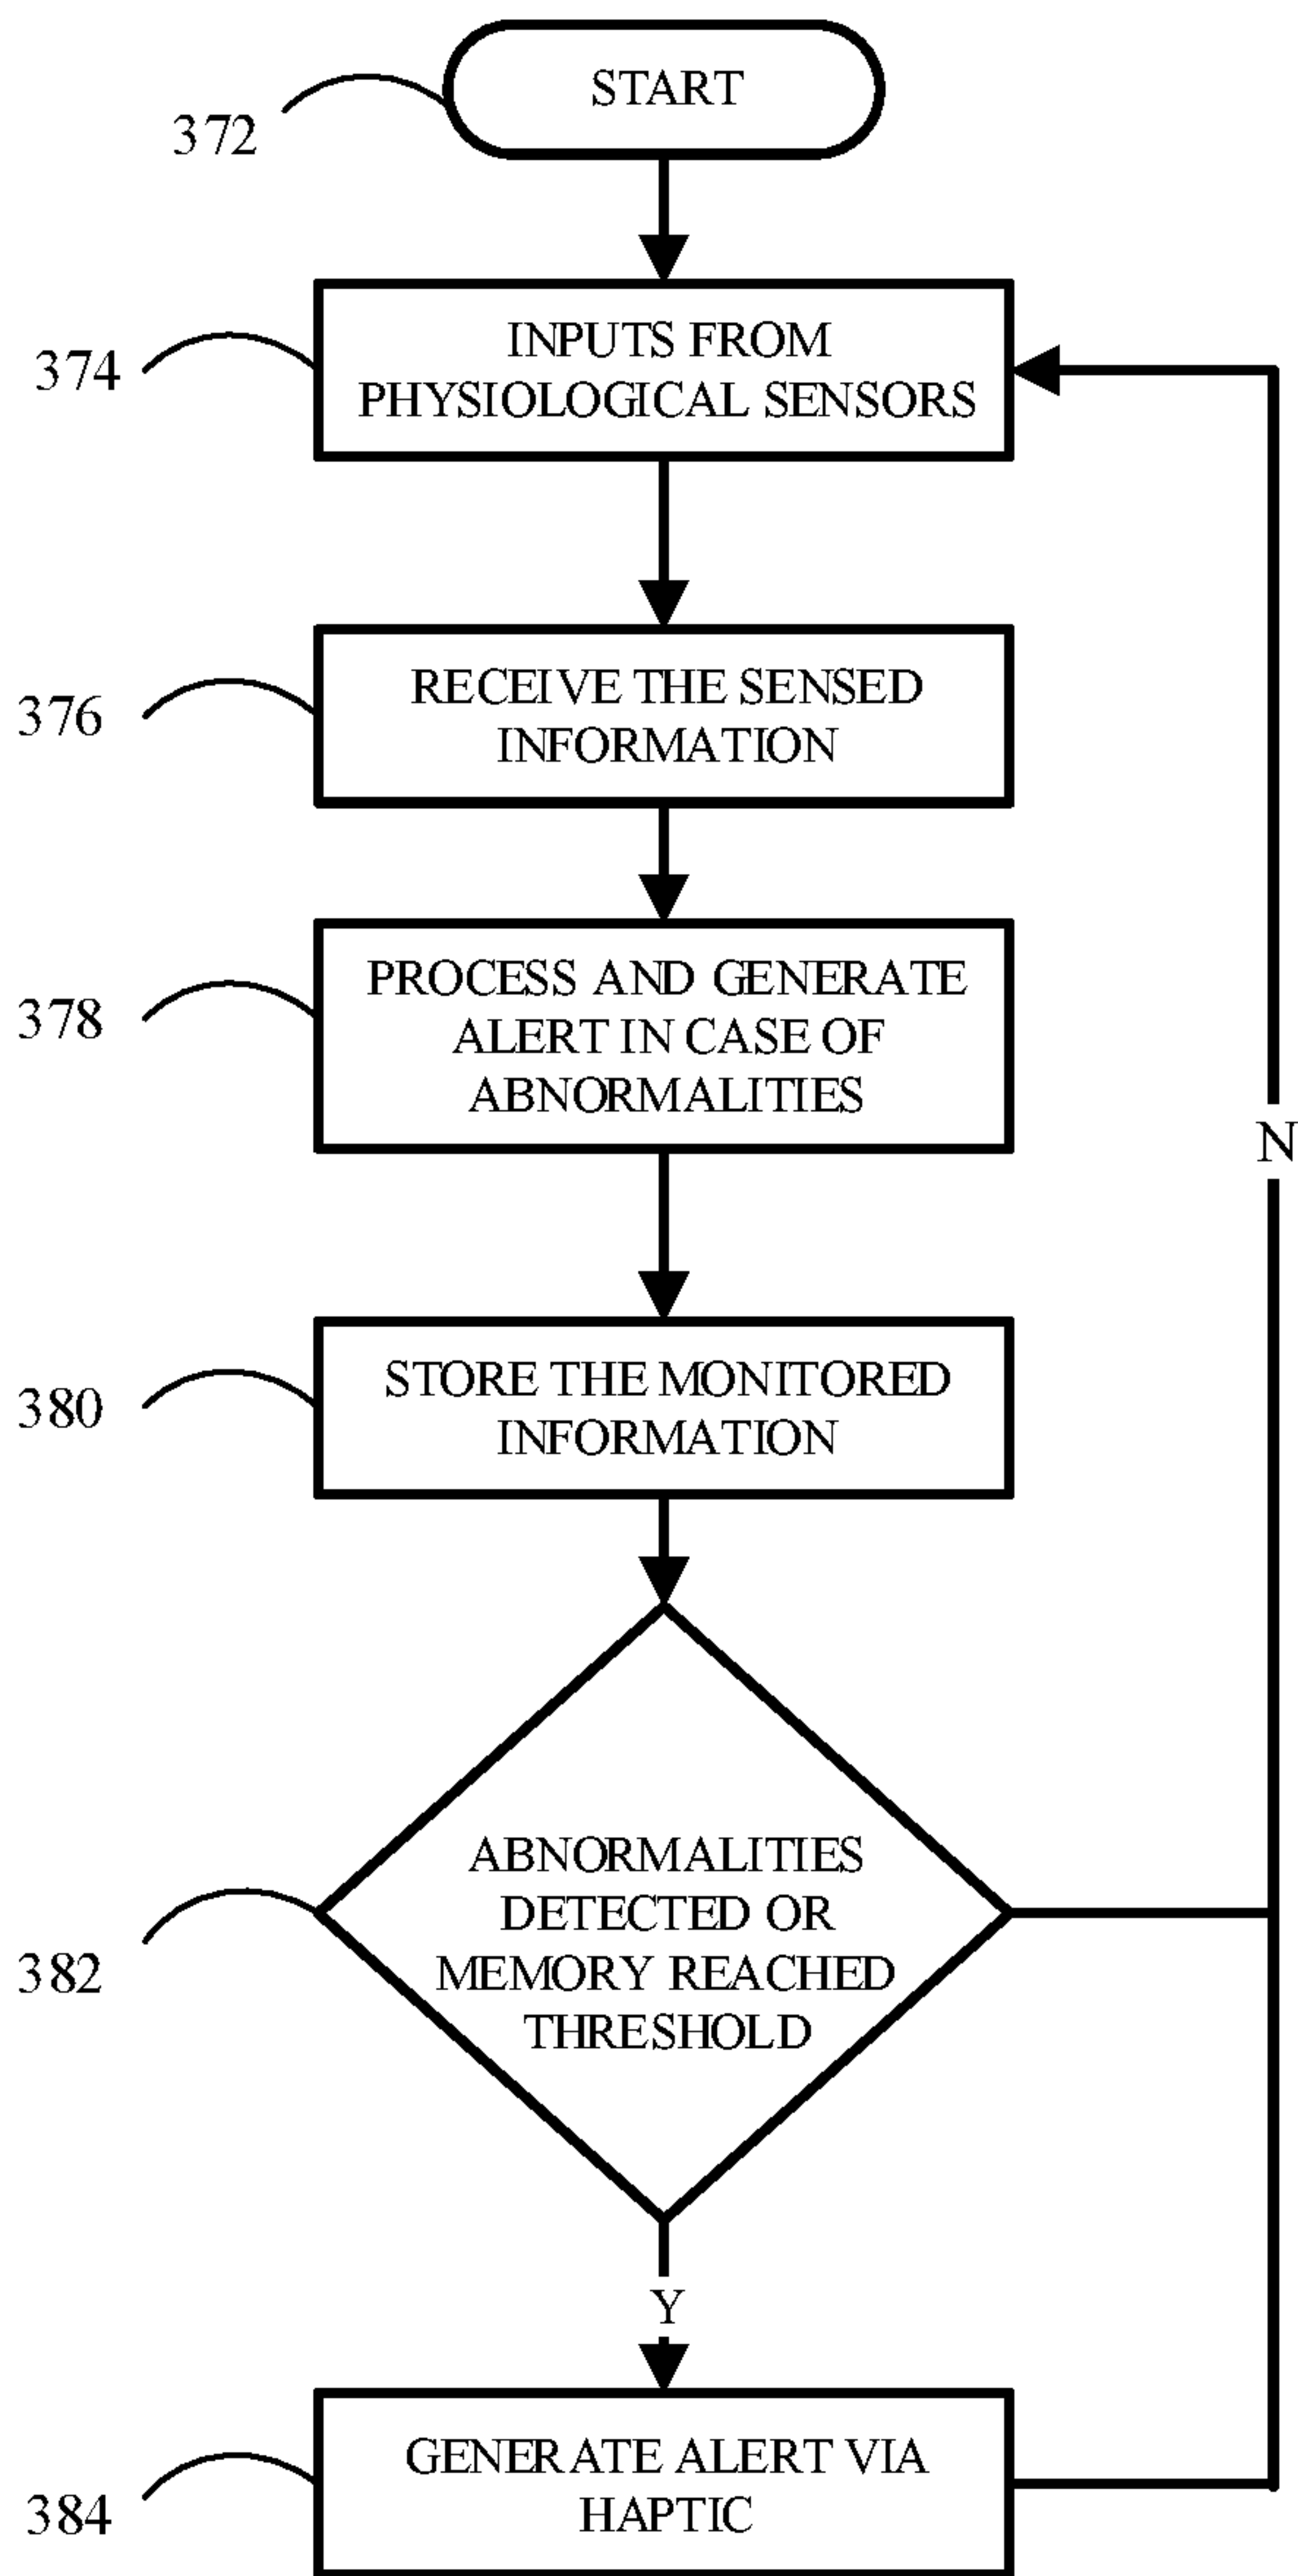 START
372
INPUTS FROM
PHYSIOLOGICAL SENSORS
374
RECEIVE THE SENSED
INFORMATION
376
PROCESS AND GENERATE
ALERT IN CASE OF
ABNORMALITIES
378
N
STORE THE MONITORED
INFORMATION
380
ABNORMALITIES
DETECTED OR
MEMORY REACHED
THRESHOLD
382
Y
GENERATE ALERT VIA
HAPTIC
384